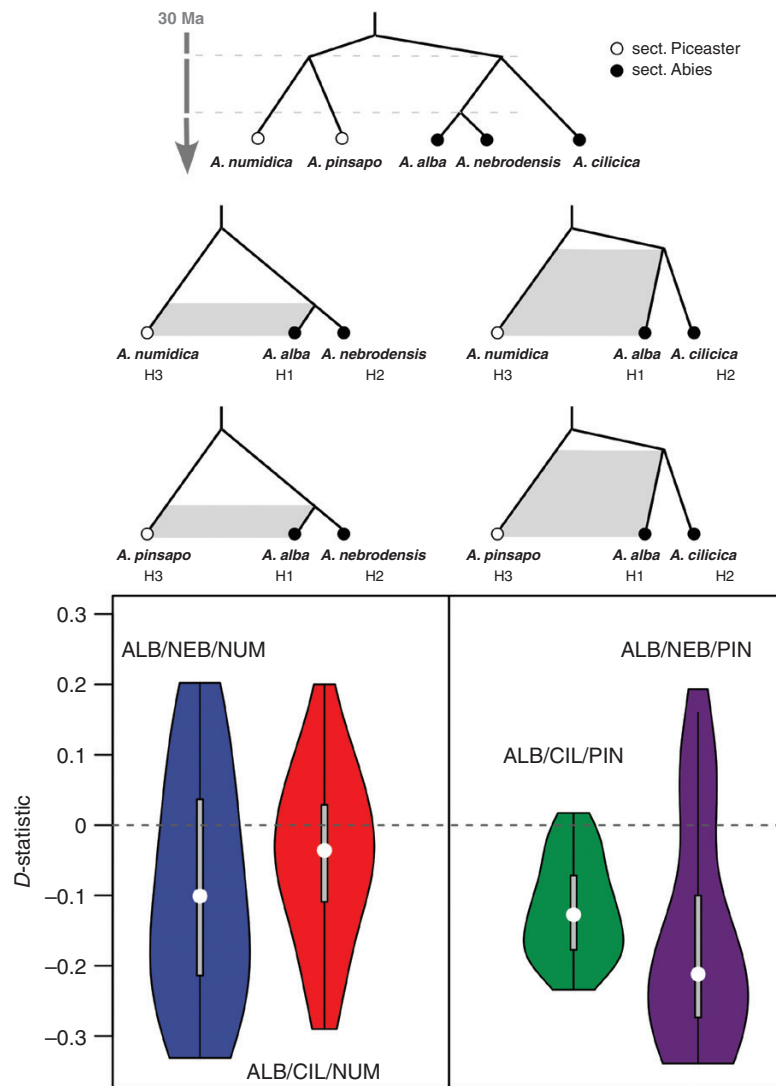 30 Ma
sect. Piceaster
sect. Abies
A. numidica A. pinsapo A. alba A. nebrodensis A. cilicica
A. numidica A. alba A. nebrodensis
H3 H1 H2
A. numidica A. alba A. cilicica
H3 H1 H2
A. pinsapo A. alba A. nebrodensis
H3 H1 H2
A. pinsapo A. alba A. cilicica
H3 H1 H2
D-statistic
0.3
0.2
0.1
0
−0.1
−0.2
−0.3
ALB/NEB/NUM
ALB/CIL/NUM
ALB/CIL/PIN
ALB/NEB/PIN